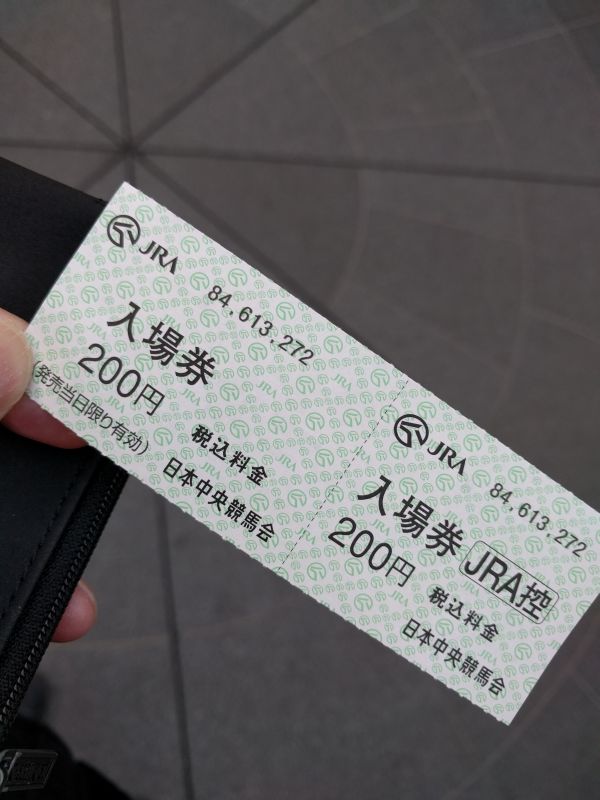 JRA
84,613,272
入場券
200円
(発売当日限り有効)
税込料金
日本中央競馬会
JRA
84,613,272
入場券 JRA控
200円
税込料金
日本中央競馬会